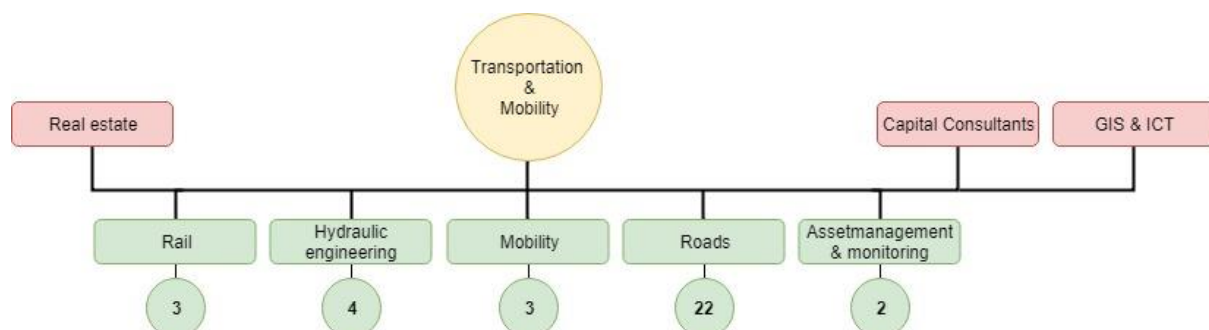 Transportation
&
Mobility
Real estate
Capital Consultants
GIS & ICT
Rail
Hydraulic
engineering
Mobility
Roads
Assetmanagement
& monitoring
3
4
3
22
2